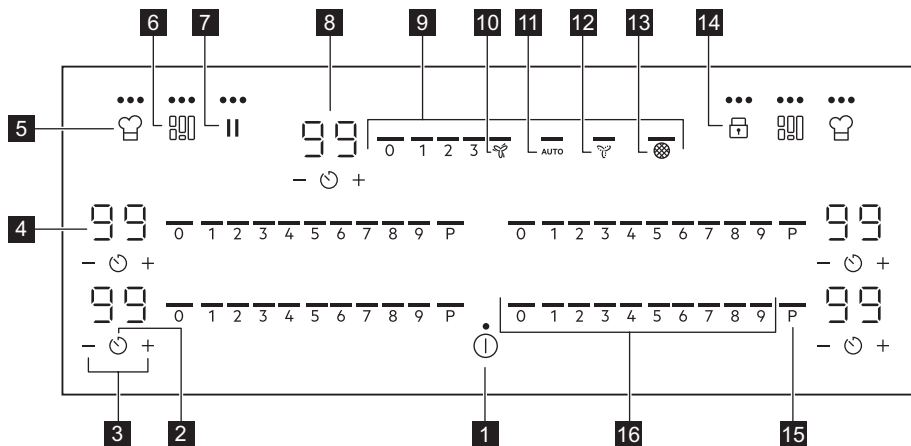 6 7 8 9 10 11 12 13 14
5
99 0 1 2 3 AUTO
− +
4 99 0 1 2 3 4 5 6 7 8 9 P 0 1 2 3 4 5 6 7 8 9 P 99
− + − +
99 0 1 2 3 4 5 6 7 8 9 P 0 1 2 3 4 5 6 7 8 9 P 99
− + − +
3 2 1 16 15